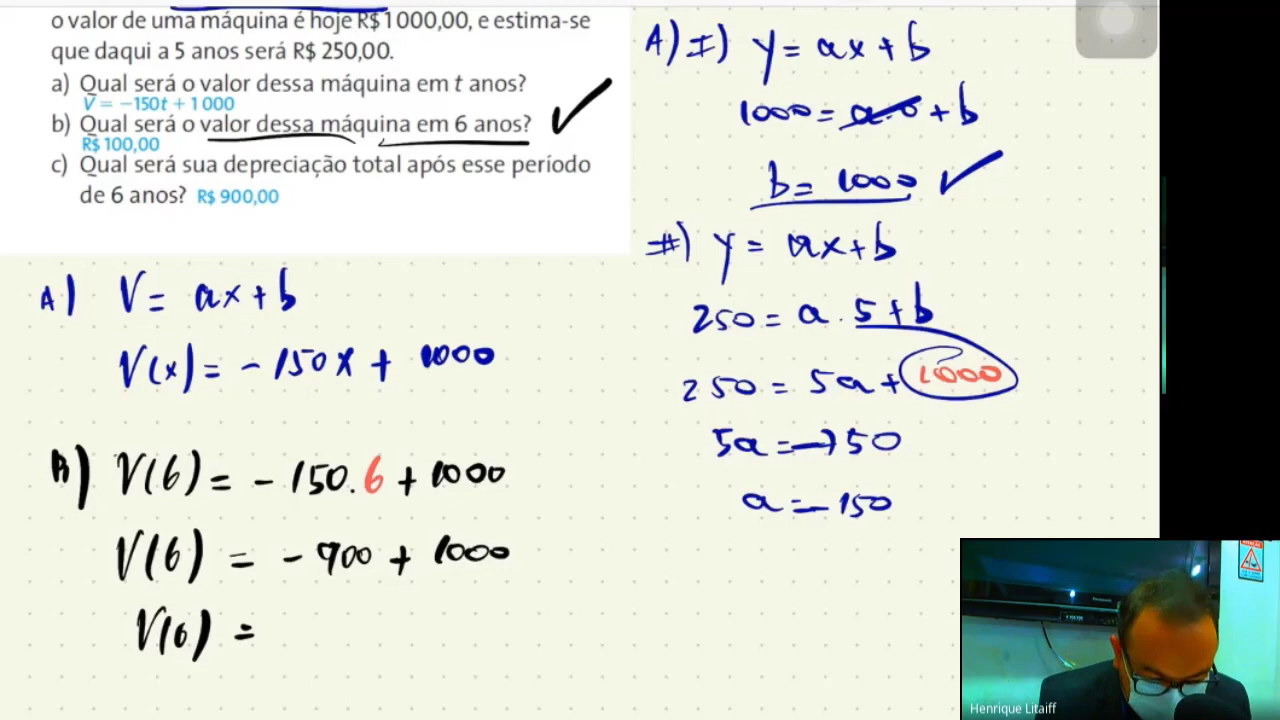 o valor de uma máquina é hoje R$ 1000,00, e estima-se
que daqui a 5 anos será R$ 250,00.
a) Qual será o valor dessa máquina em t anos?
V = −150t + 1 000
b) Qual será o valor dessa máquina em 6 anos?
R$ 100,00
c) Qual será sua depreciação total após esse período
de 6 anos? R$ 900,00
A) V = ax + b
V(x) = - 150x + 1000
B) V(6) = - 150.6 + 1000
V(6) = - 900 + 1000
V(6) =
A) I) y = ax + b
1000 = a.0 + b
b = 1000
II) y = ax + b
250 = a . 5 + b
250 = 5a + 1000
5a = -750
a = - 150
Henrique Litaiff